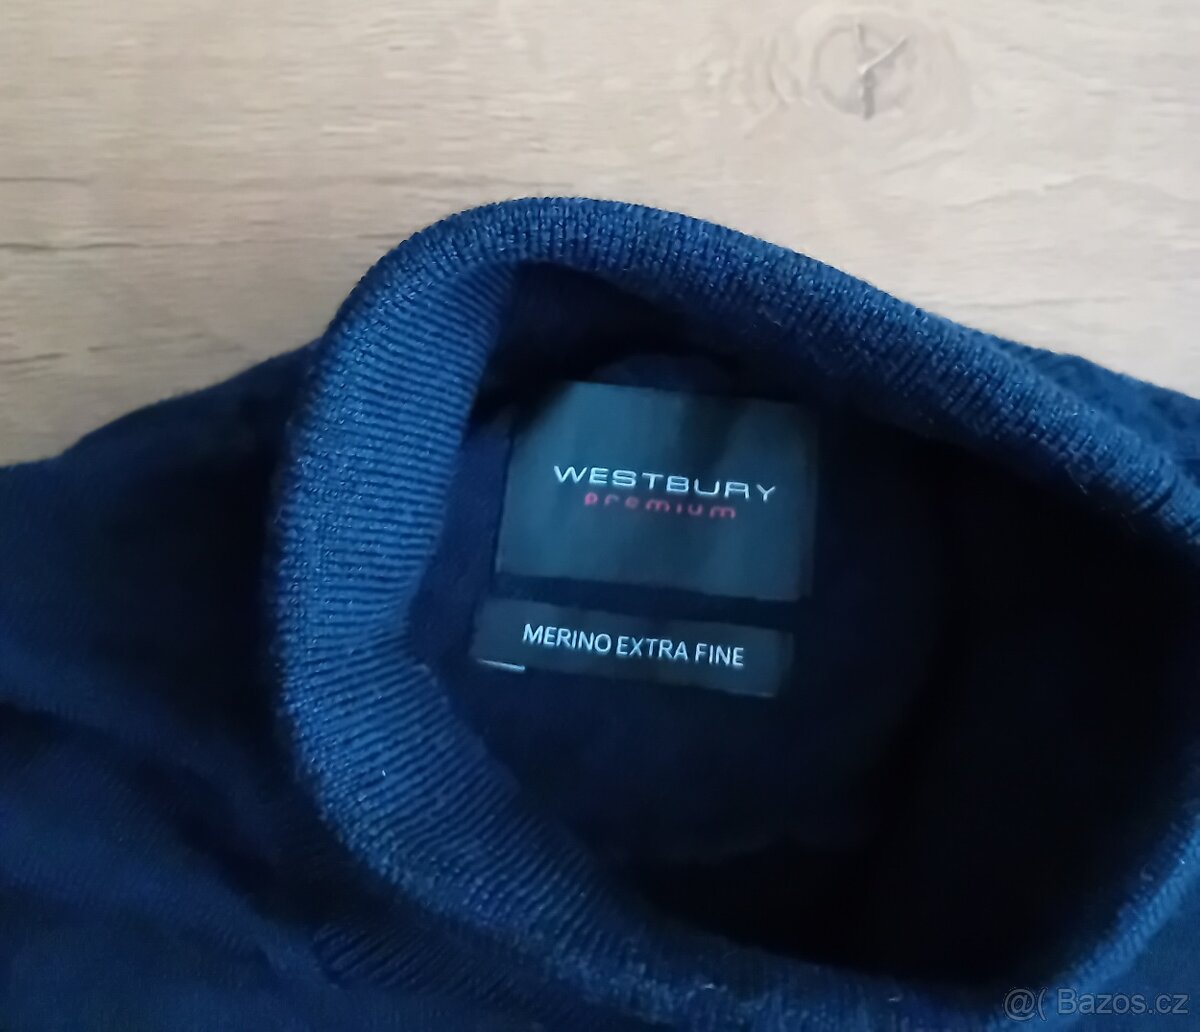 WESTBURY
premium
MERINO EXTRA FINE
@( Bazos.cz